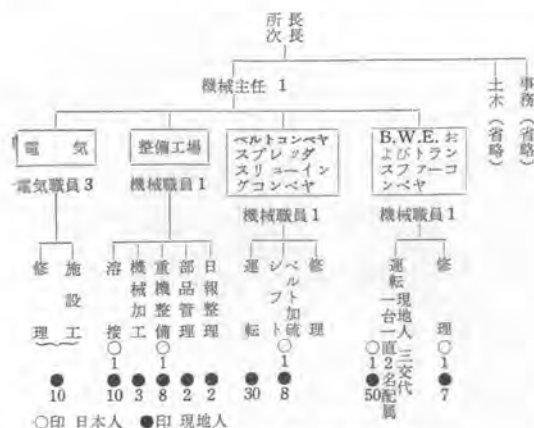 所長
次長
機械主任 1
土木(省略)
事務(省略)
電気
電気職員 3
修理
施設工
●
10
整備工場
機械職員 1
溶接
○
1
●
10
機械加工
●
3
重機整備
○
1
●
8
部品管理
●
2
日報整理
●
2
ベルトコンベヤ
スプレッダ
スリューイン
グコンベヤ
機械職員 1
運転
●
30
シフト
ベルト加硫
修理
○
1
●
8
B.W.E.お
よびトラン
スファーコ
ンベヤ
機械職員 1
運転
現地人 三交代
一台一直2名配属
○
1
●
50
修理
○
1
●
7
○印 日本人 ●印 現地人